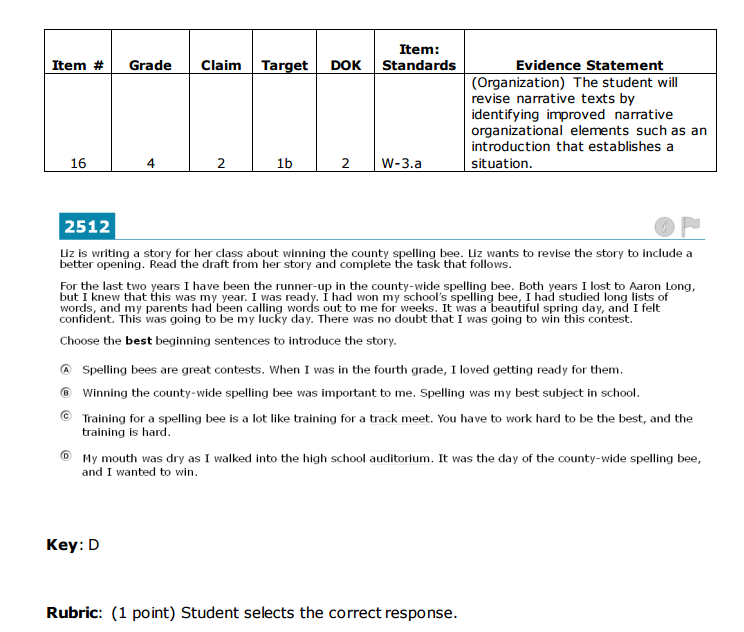 Item # Grade Claim Target DOK Item: Standards Evidence Statement
16 4 2 1b 2 W-3.a (Organization) The student will
revise narrative texts by
identifying improved narrative
organizational elements such as an
introduction that establishes a
situation.
2512
i
Liz is writing a story for her class about winning the county spelling bee. Liz wants to revise the story to include a
better opening. Read the draft from her story and complete the task that follows.
For the last two years I have been the runner-up in the county-wide spelling bee. Both years I lost to Aaron Long,
but I knew that this was my year. I was ready. I had won my school's spelling bee, I had studied long lists of
words, and my parents had been calling words out to me for weeks. It was a beautiful spring day, and I felt
confident. This was going to be my lucky day. There was no doubt that I was going to win this contest.
Choose the best beginning sentences to introduce the story.
A Spelling bees are great contests. When I was in the fourth grade, I loved getting ready for them.
B Winning the county-wide spelling bee was important to me. Spelling was my best subject in school.
C Training for a spelling bee is a lot like training for a track meet. You have to work hard to be the best, and the
training is hard.
D My mouth was dry as I walked into the high school auditorium. It was the day of the county-wide spelling bee,
and I wanted to win.
Key: D
Rubric: (1 point) Student selects the correct response.